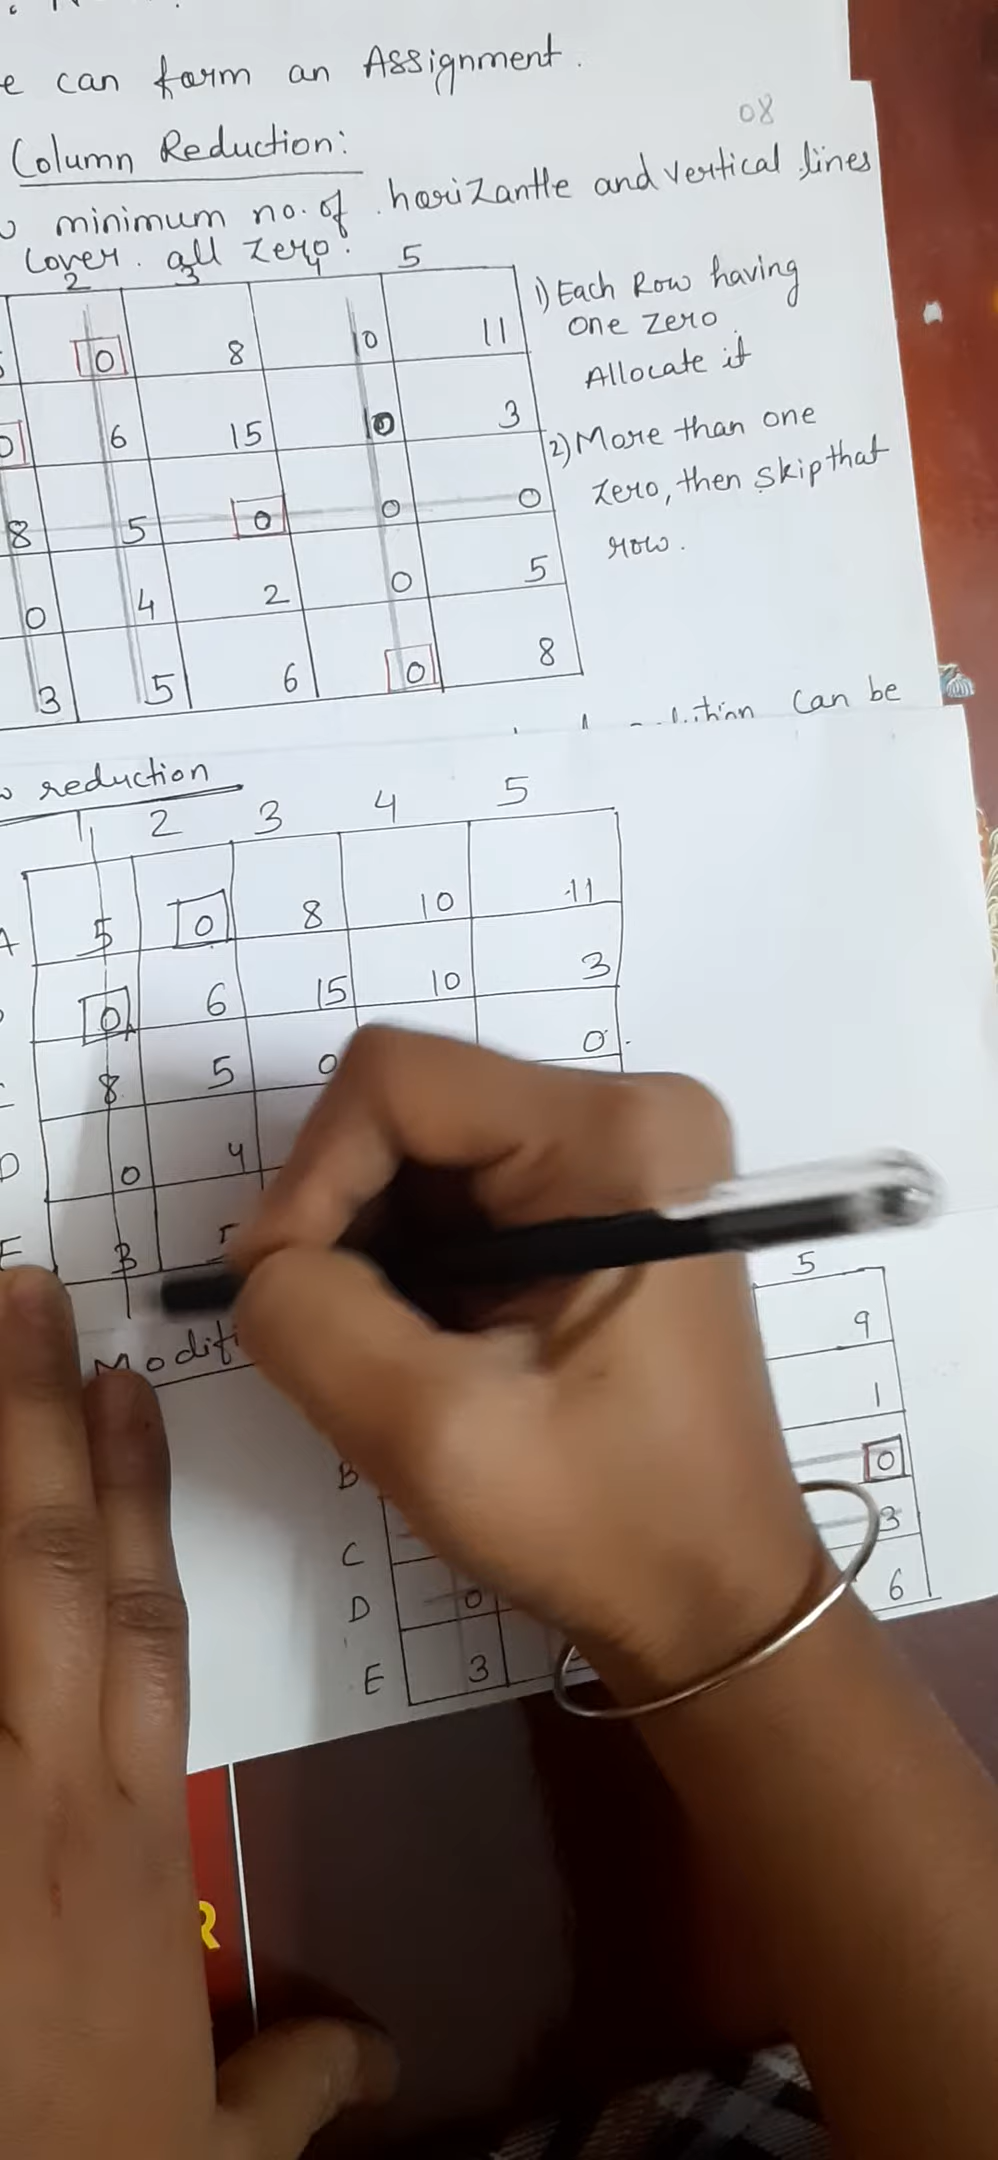 e can form an Assignment.
08
Column Reduction:
minimum no. of horizantle and vertical lines
cover all zero.
2 3 4 5
0 8 10 11
0 6 15 10 3
8 5 0 0 0
0 4 2 0 5
3 5 6 0 8
1) Each Row having
one zero
Allocate it
2) More than one
zero, then skip that
row.
can be
reduction
1 2 3 4 5
A 5 0 8 10 11
0 6 15 10 3
8 5 0 0
D 0 4
E 3 5
Modifi
5
9
1
B 0
C 3
D 0 6
E 3
R